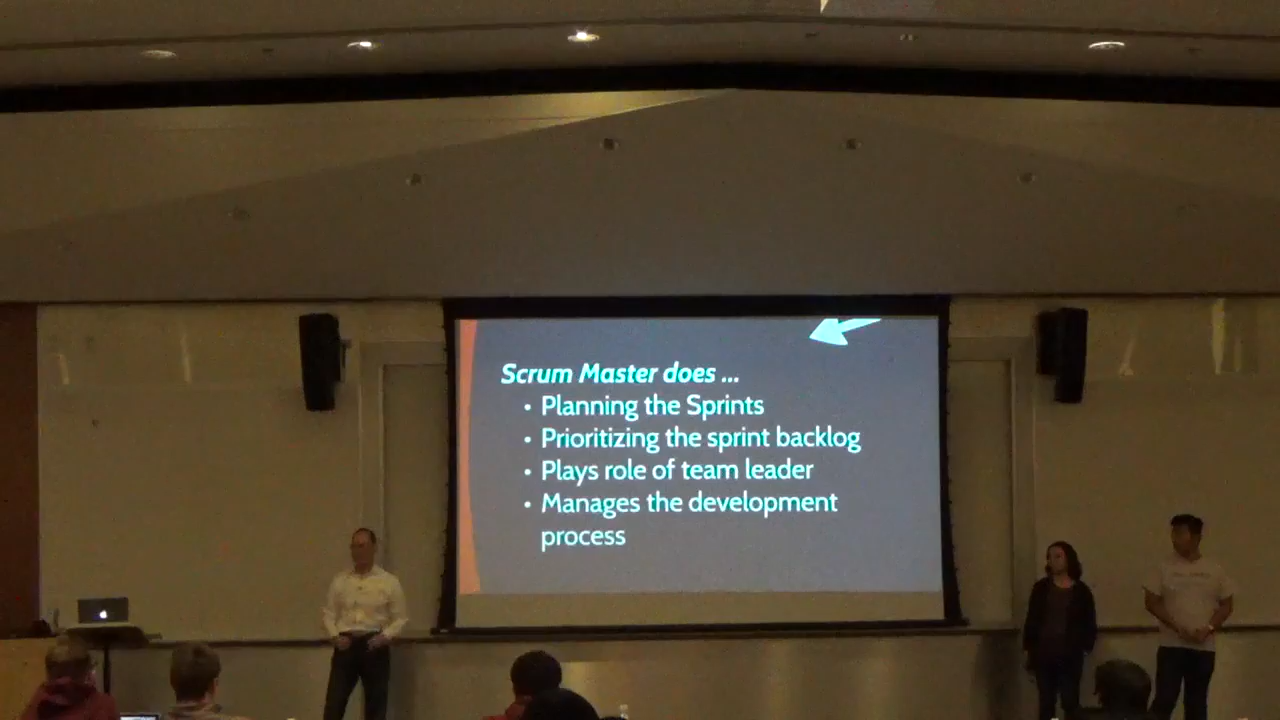 Scrum Master does ...
• Planning the Sprints
• Prioritizing the sprint backlog
• Plays role of team leader
• Manages the development
process